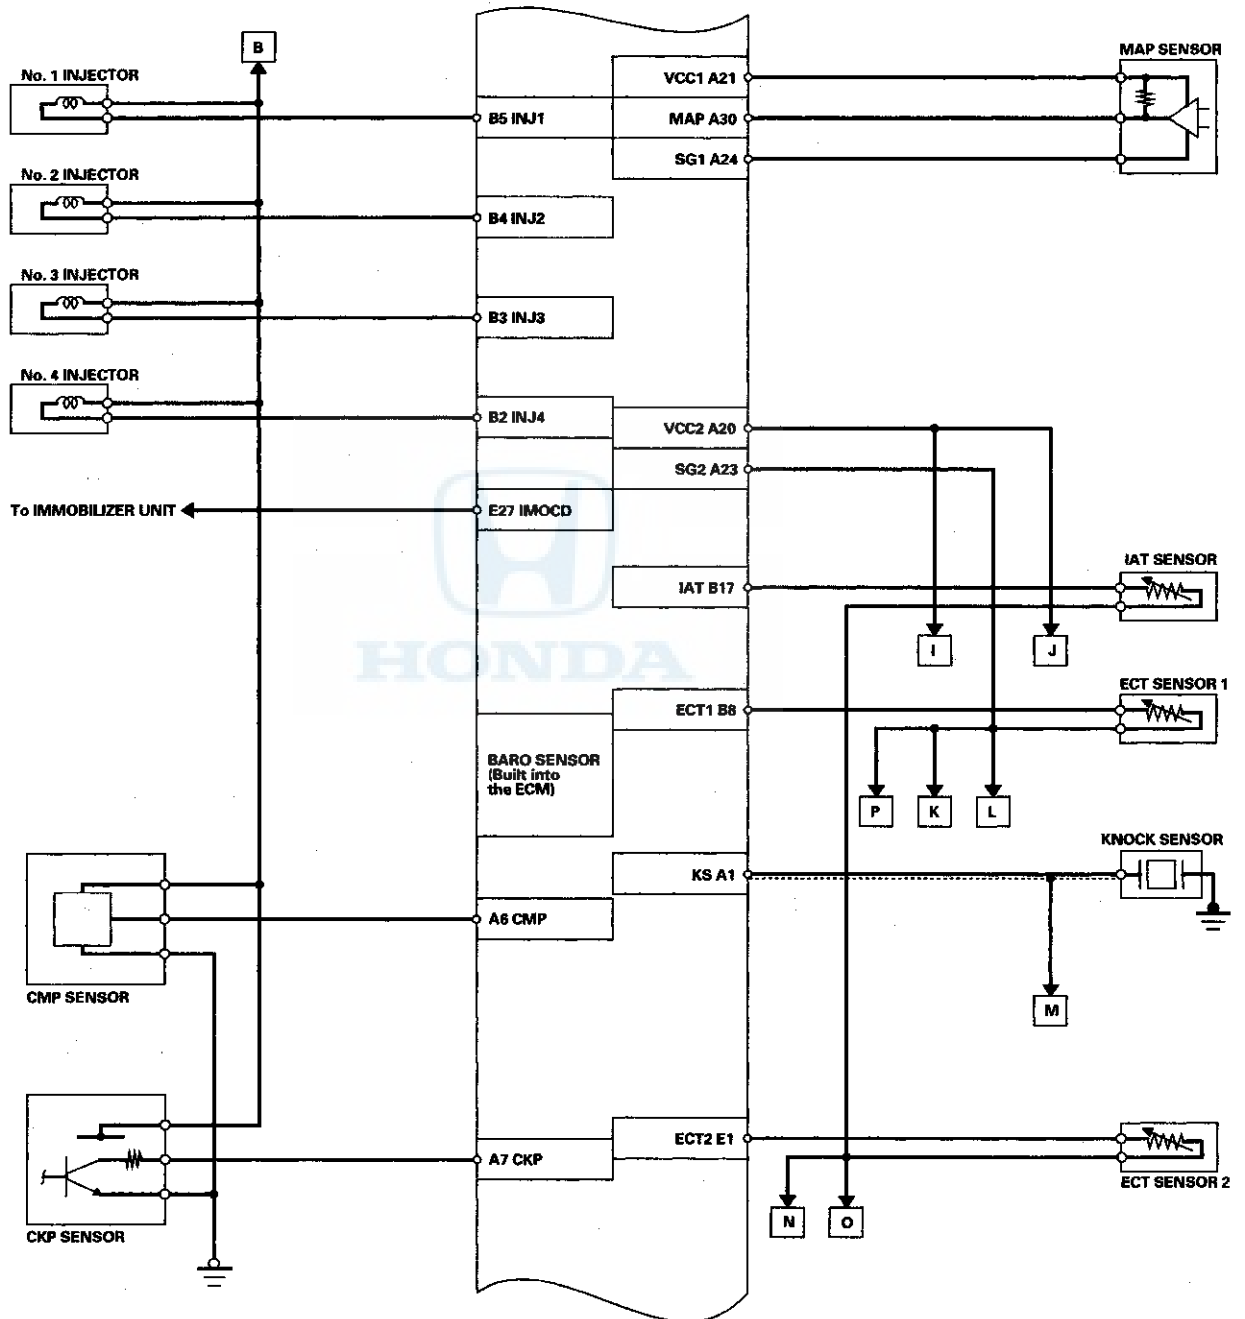 B
No. 1 INJECTOR
B5 INJ1
VCC1 A21
MAP A30
SG1 A24
MAP SENSOR
No. 2 INJECTOR
B4 INJ2
No. 3 INJECTOR
B3 INJ3
No. 4 INJECTOR
B2 INJ4
VCC2 A20
SG2 A23
To IMMOBILIZER UNIT
E27 IMOCD
IAT B17
IAT SENSOR
I
J
HONDA
ECT1 B8
ECT SENSOR 1
BARO SENSOR
(Built into
the ECM)
P
K
L
KS A1
KNOCK SENSOR
A6 CMP
CMP SENSOR
M
ECT2 E1
A7 CKP
ECT SENSOR 2
N
O
CKP SENSOR